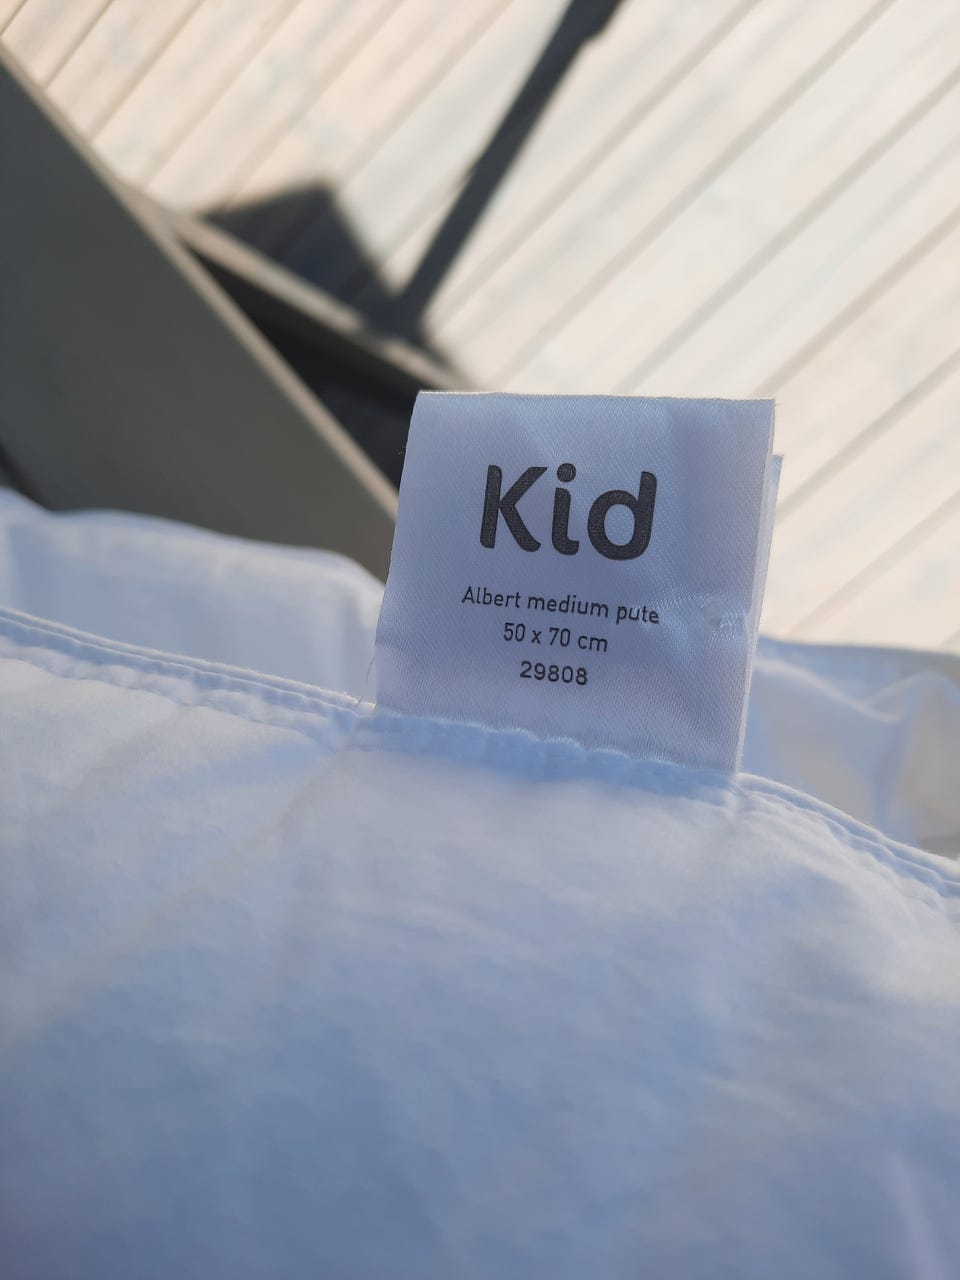 Kid
Albert medium pute
50 x 70 cm
29808